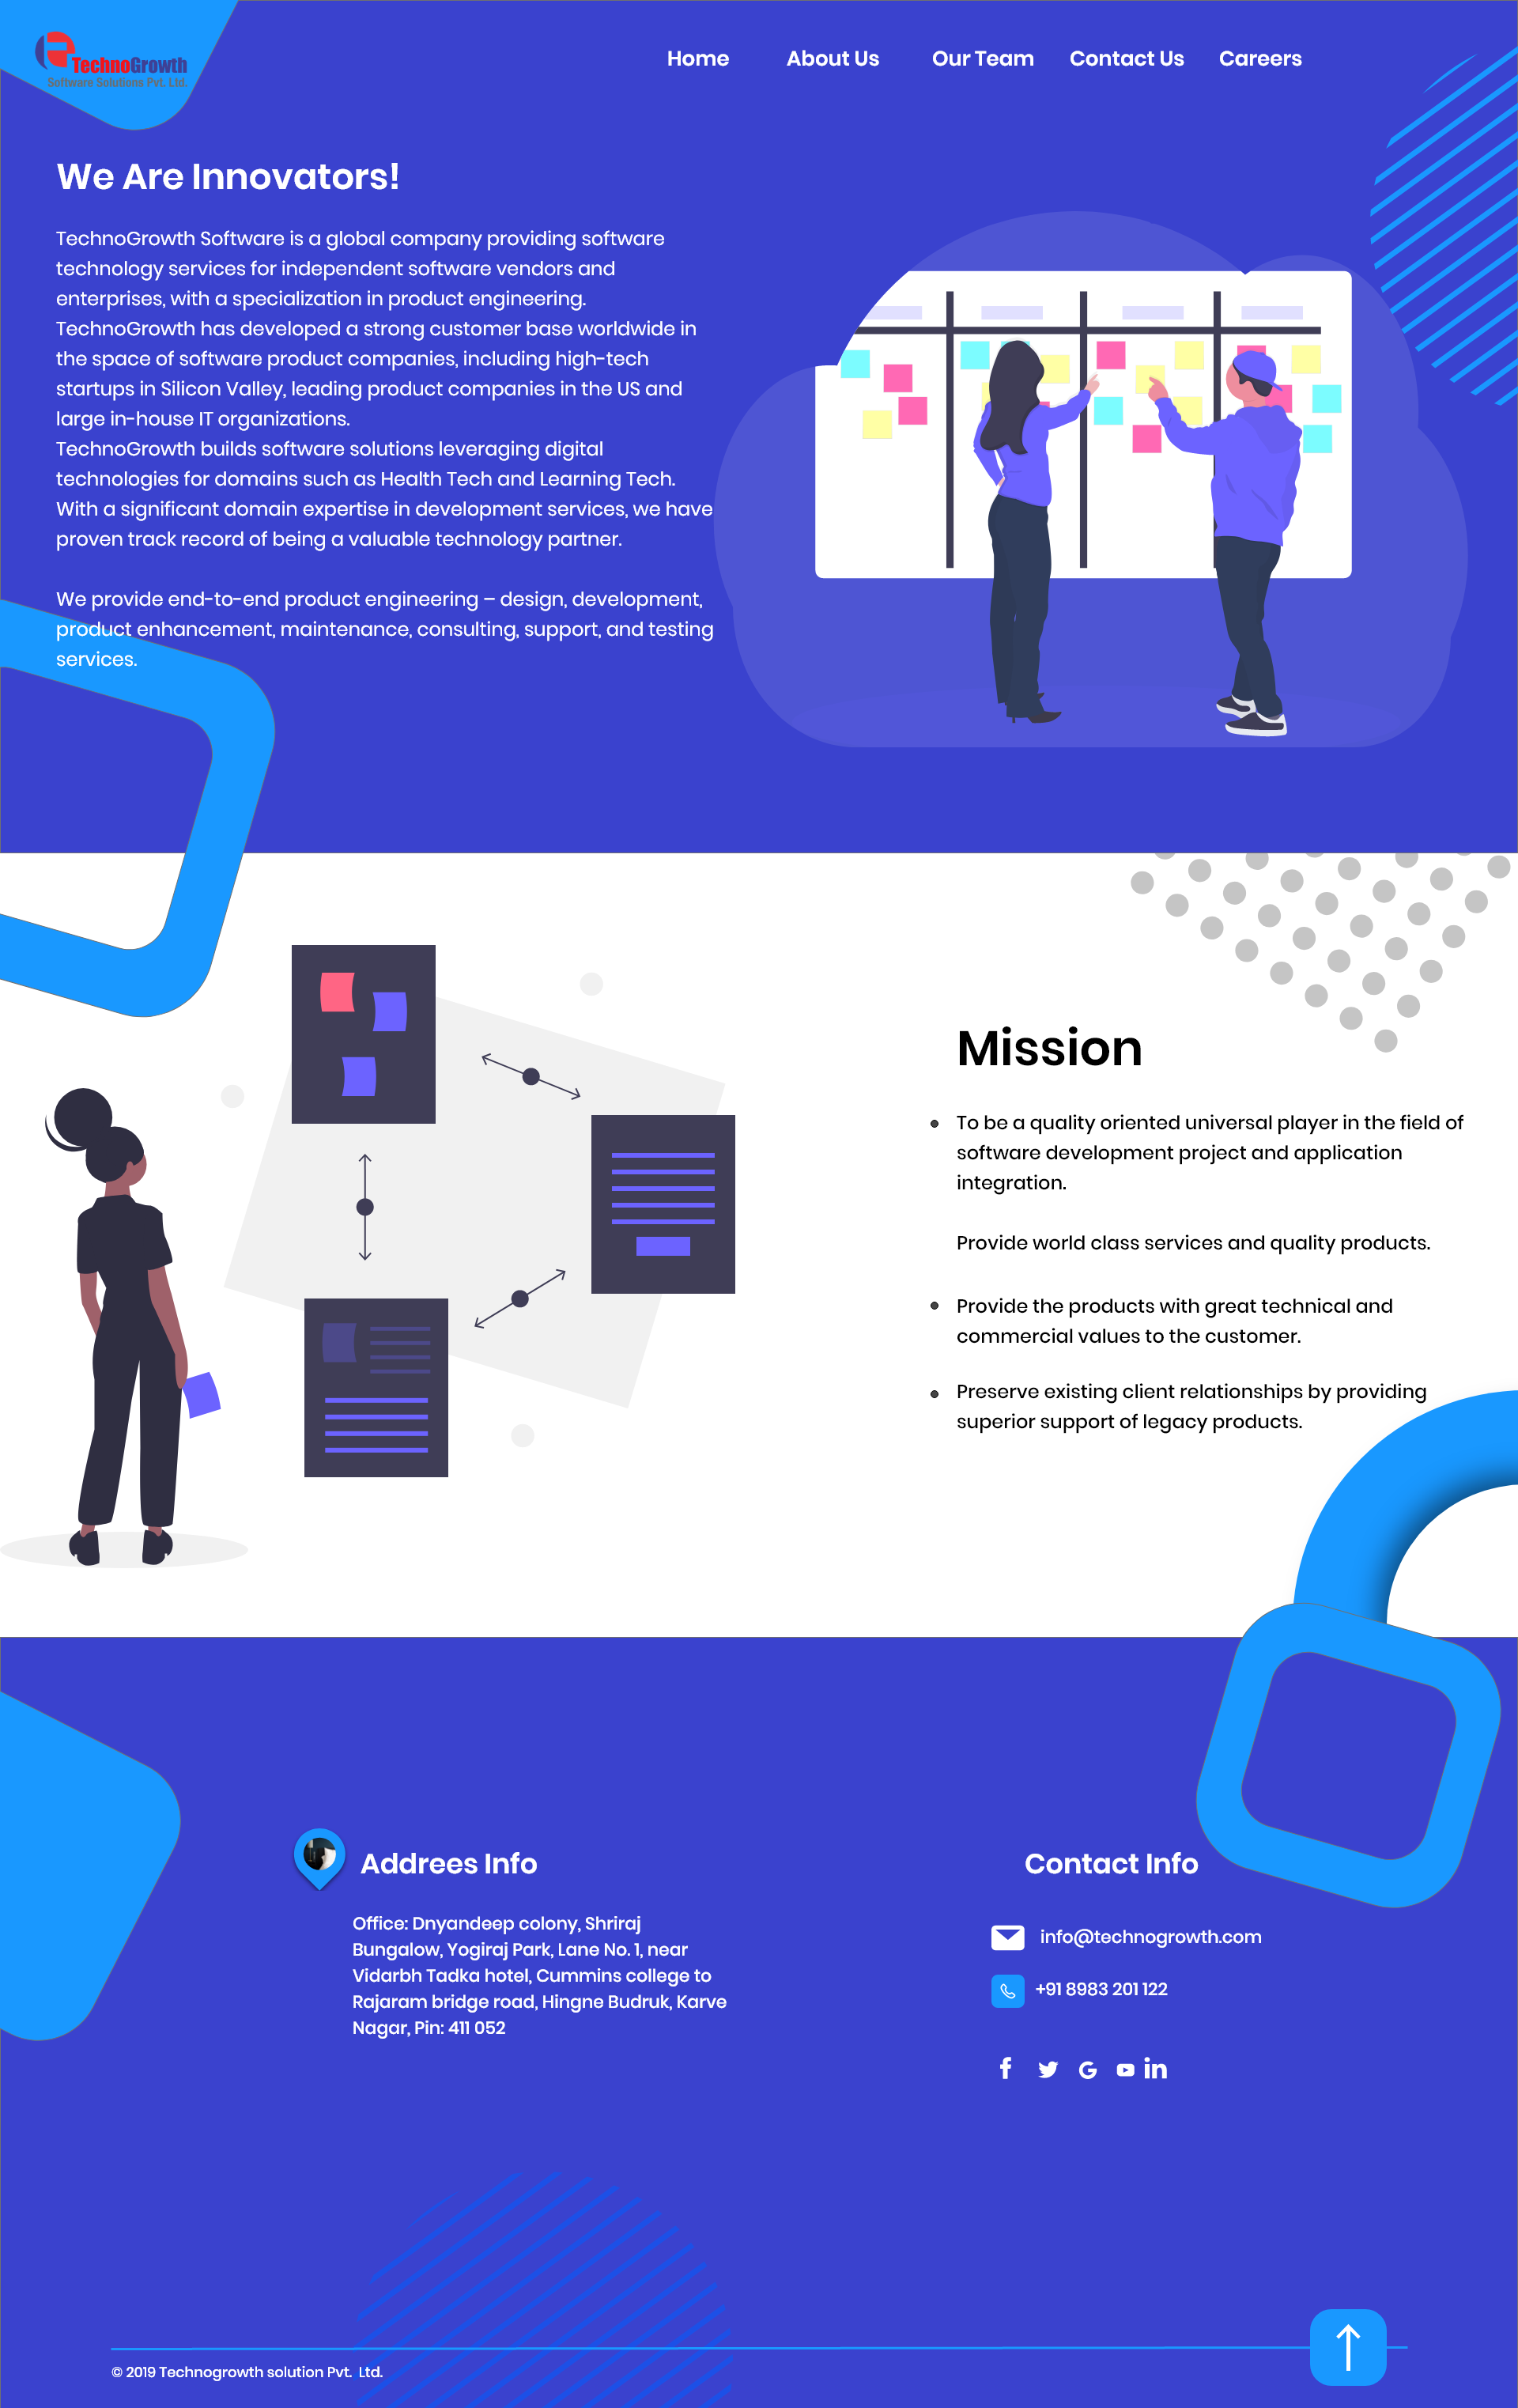 TechnoGrowth
Software Solutions Pvt. Ltd.
Home About Us Our Team Contact Us Careers
We Are Innovators!
TechnoGrowth Software is a global company providing software
technology services for independent software vendors and
enterprises, with a specialization in product engineering.
TechnoGrowth has developed a strong customer base worldwide in
the space of software product companies, including high-tech
startups in Silicon Valley, leading product companies in the US and
large in-house IT organizations.
TechnoGrowth builds software solutions leveraging digital
technologies for domains such as Health Tech and Learning Tech.
With a significant domain expertise in development services, we have
proven track record of being a valuable technology partner.
We provide end-to-end product engineering – design, development,
product enhancement, maintenance, consulting, support, and testing
services.
Mission
To be a quality oriented universal player in the field of
software development project and application
integration.
Provide world class services and quality products.
Provide the products with great technical and
commercial values to the customer.
Preserve existing client relationships by providing
superior support of legacy products.
Addrees Info
Office: Dnyandeep colony, Shriraj
Bungalow, Yogiraj Park, Lane No. 1, near
Vidarbh Tadka hotel, Cummins college to
Rajaram bridge road, Hingne Budruk, Karve
Nagar, Pin: 411 052
Contact Info
info@technogrowth.com
+91 8983 201 122
© 2019 Technogrowth solution Pvt. Ltd.